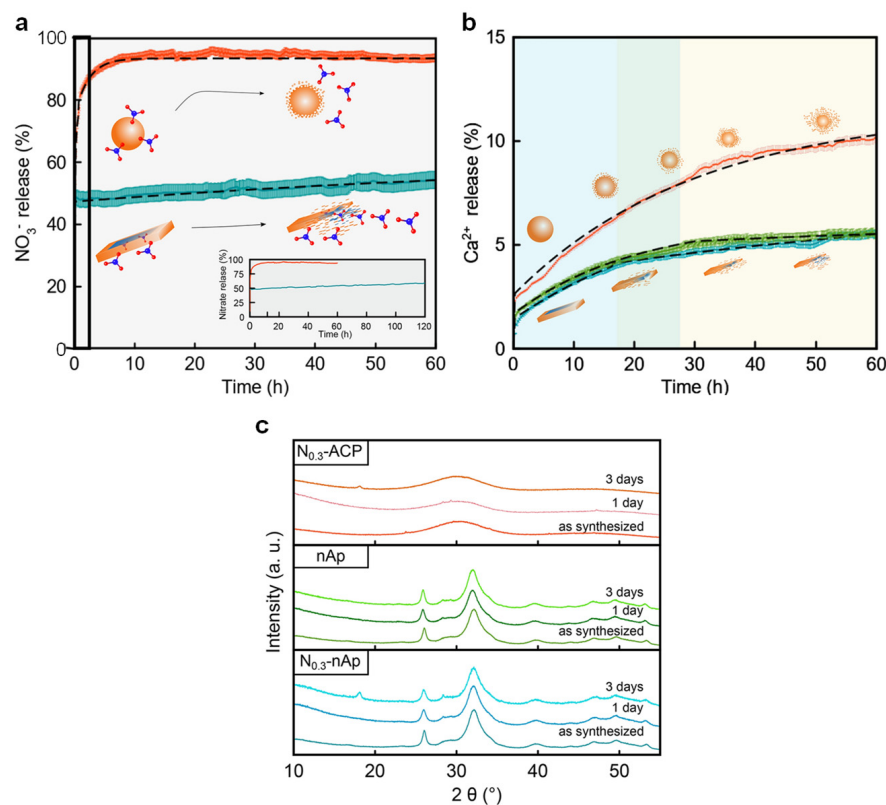 a
NO₃⁻ release (%)
100
80
60
40
20
0
0 10 20 30 40 50 60
Time (h)
Nitrate relase (%)
100
75
50
25
0
0 20 40 60 80 100 120
Time (h)
b
Ca²⁺ release (%)
15
10
5
0
0 10 20 30 40 50 60
Time (h)
c
Intensity (a. u.)
N₀.₃-ACP
3 days
1 day
as synthesized
nAp
3 days
1 day
as synthesized
N₀.₃-nAp
3 days
1 day
as synthesized
10 20 30 40 50
2 θ (°)